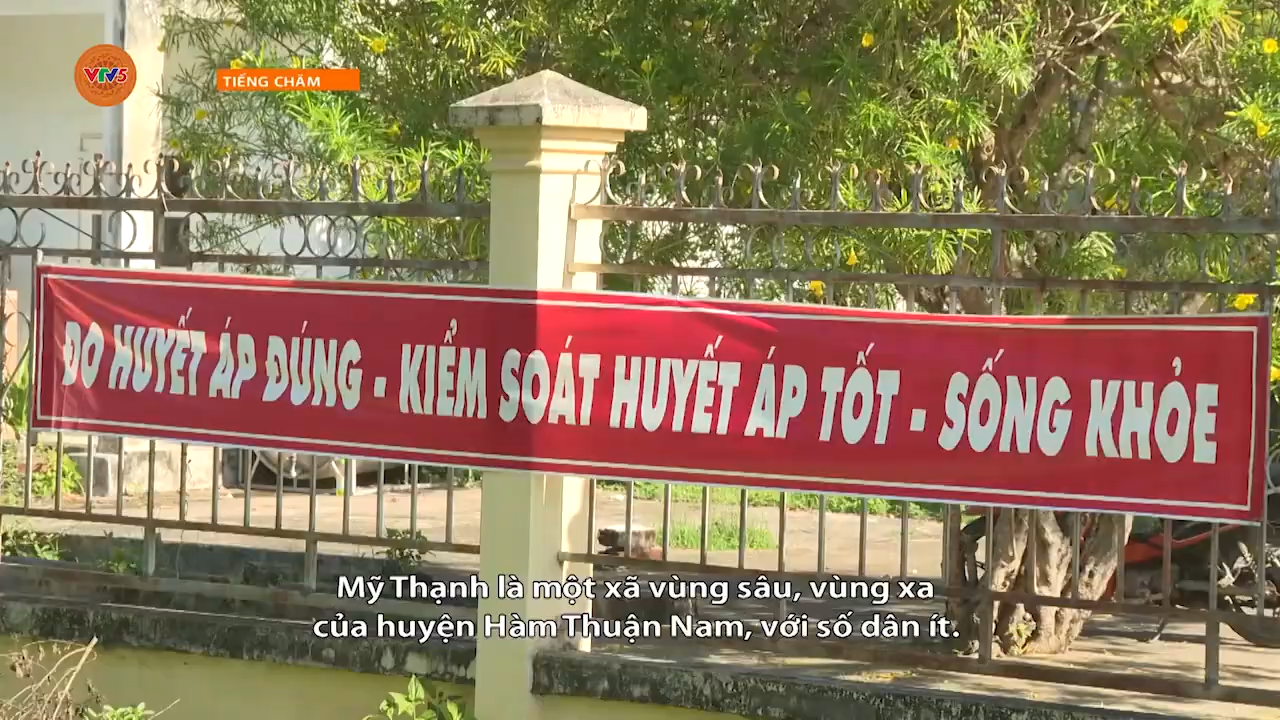 VTV5
TIẾNG CHĂM
ĐO HUYẾT ÁP ĐÚNG - KIỂM SOÁT HUYẾT ÁP TỐT - SỐNG KHỎE
Mỹ Thạnh là một xã vùng sâu, vùng xa
của huyện Hàm Thuận Nam, với số dân ít.